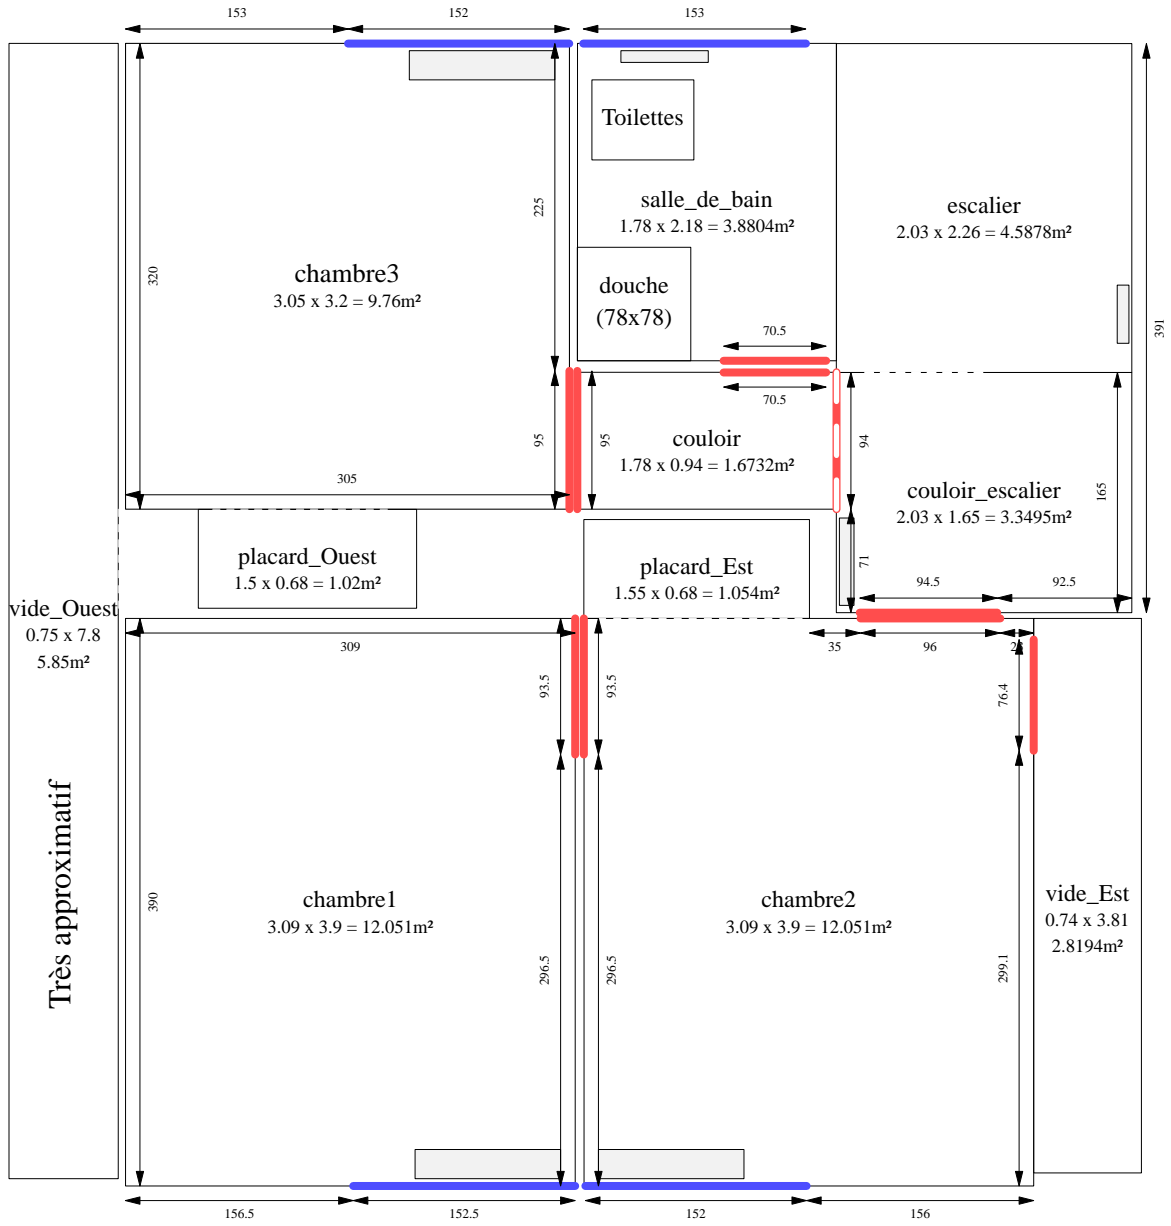 153
152
153
Toilettes
225
salle_de_bain
1.78 x 2.18 = 3.8804m²
escalier
2.03 x 2.26 = 4.5878m²
320
chambre3
3.05 x 3.2 = 9.76m²
douche
(78x78)
391
70.5
70.5
95
95
couloir
1.78 x 0.94 = 1.6732m²
94
305
couloir_escalier
2.03 x 1.65 = 3.3495m²
165
placard_Ouest
1.5 x 0.68 = 1.02m²
placard_Est
1.55 x 0.68 = 1.054m²
71
94.5
92.5
vide_Ouest
0.75 x 7.8
5.85m²
309
35
96
93.5
93.5
76.4
Très approximatif
390
chambre1
3.09 x 3.9 = 12.051m²
296.5
296.5
chambre2
3.09 x 3.9 = 12.051m²
299.1
vide_Est
0.74 x 3.81
2.8194m²
156.5
152.5
152
156